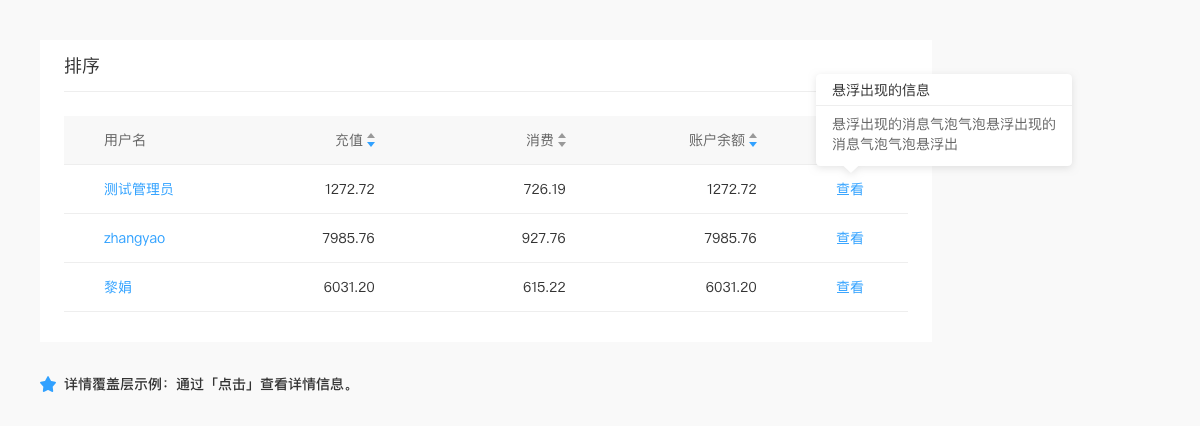 排序
悬浮出现的信息
悬浮出现的消息气泡气泡悬浮出现的
消息气泡气泡悬浮出
用户名 充值 消费 账户余额
测试管理员 1272.72 726.19 1272.72 查看
zhangyao 7985.76 927.76 7985.76 查看
黎娟 6031.20 615.22 6031.20 查看
详情覆盖层示例：通过「点击」查看详情信息。